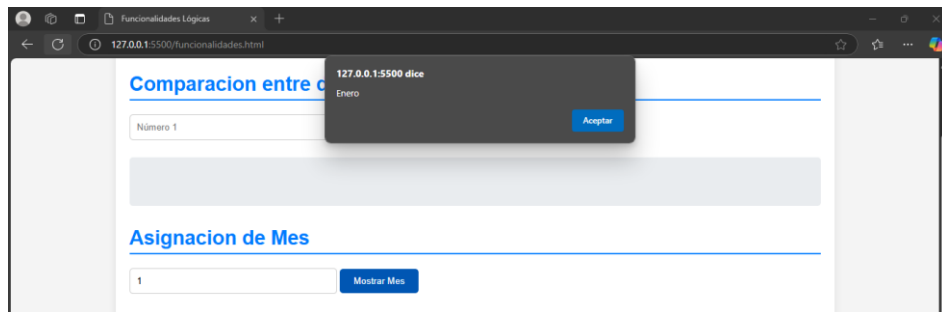 Funcionalidades Lógicas
127.0.0.1:5500/funcionalidades.html
127.0.0.1:5500 dice
Enero
Aceptar
Comparacion entre
Número 1
Asignacion de Mes
1
Mostrar Mes